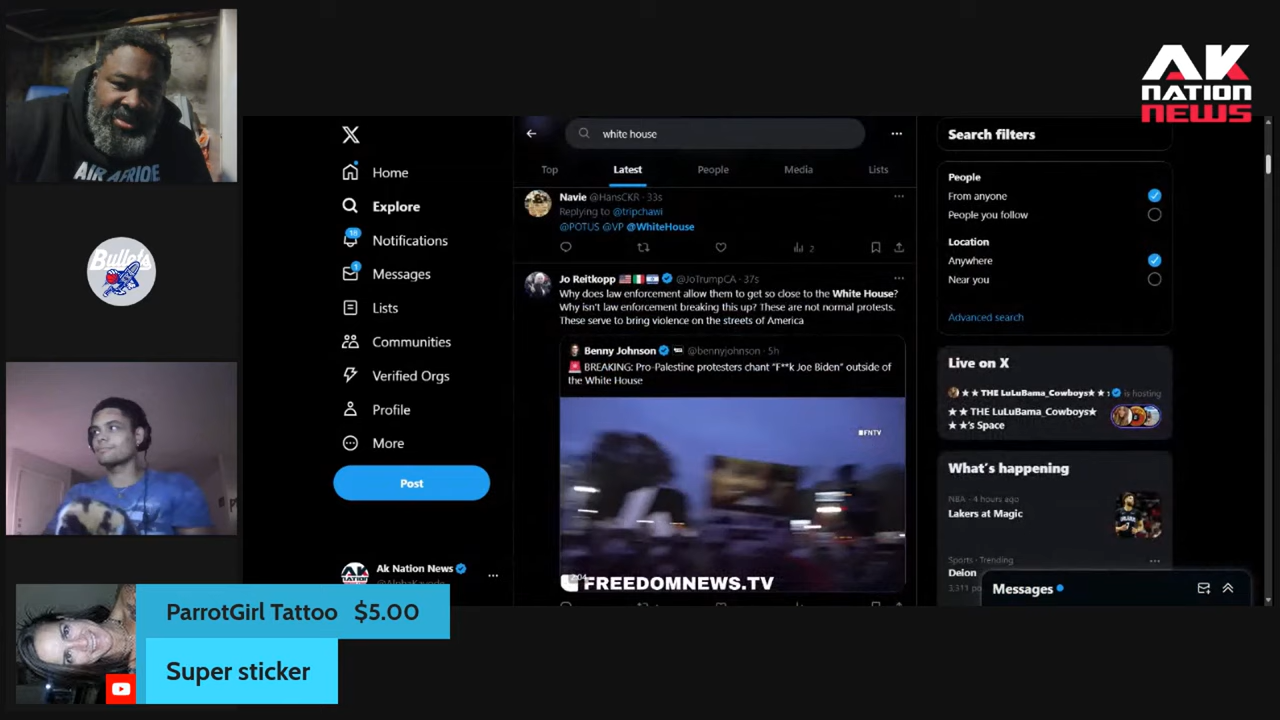 AIR AFRIQE
Bullets
AK
NATION
NEWS
X
Home
Explore
18
Notifications
1
Messages
Lists
Communities
Verified Orgs
Profile
More
Post
Ak Nation News
white house
Top
Latest
People
Media
Lists
Navie @HansCKR · 33s
Replying to @tripchawi
@POTUS @VP @WhiteHouse
2
Jo Reitkopp @JoTrumpCA · 37s
Why does law enforcement allow them to get so close to the White House?
Why isn't law enforcement breaking this up? These are not normal protests.
These serve to bring violence on the streets of America
Benny Johnson @bennyjohnson · 5h
BREAKING: Pro-Palestine protesters chant "F**k Joe Biden" outside of
the White House
FNTV
FREEDOMNEWS.TV
Search filters
People
From anyone
People you follow
Location
Anywhere
Near you
Advanced search
Live on X
★★ THE LuLuBama_Cowboys★★ is hosting
★★ THE LuLuBama_Cowboys★
★★'s Space
What's happening
NBA · 4 hours ago
Lakers at Magic
Sports · Trending
Deion
Messages
ParrotGirl Tattoo $5.00
Super sticker